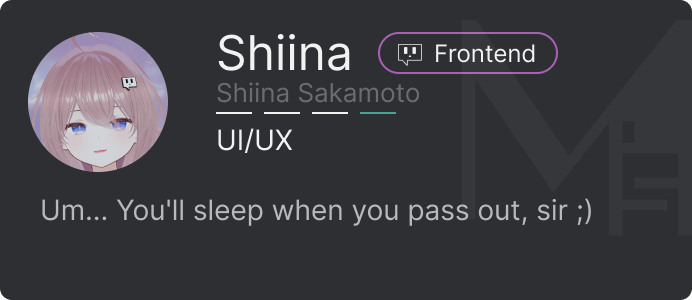 Shiina Frontend
Shiina Sakamoto
UI/UX
Um... You'll sleep when you pass out, sir ;)